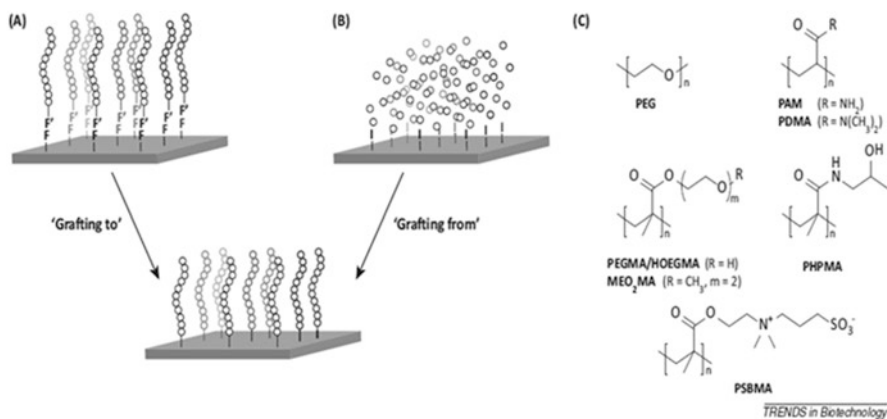 (A)
F' F' F' F' F' F' F'
F F F F F F F
(B)
I I I I I I I
'Grafting to'
'Grafting from'
(C)
O
n
PEG
O R
n
PAM (R = NH2)
PDMA (R = N(CH3)2)
O O O R
m
n
PEGMA/HOEGMA (R = H)
MEO2MA (R = CH3, m = 2)
OH
O H N
n
PHPMA
O O N+ SO3-
n
PSBMA
TRENDS in Biotechnology